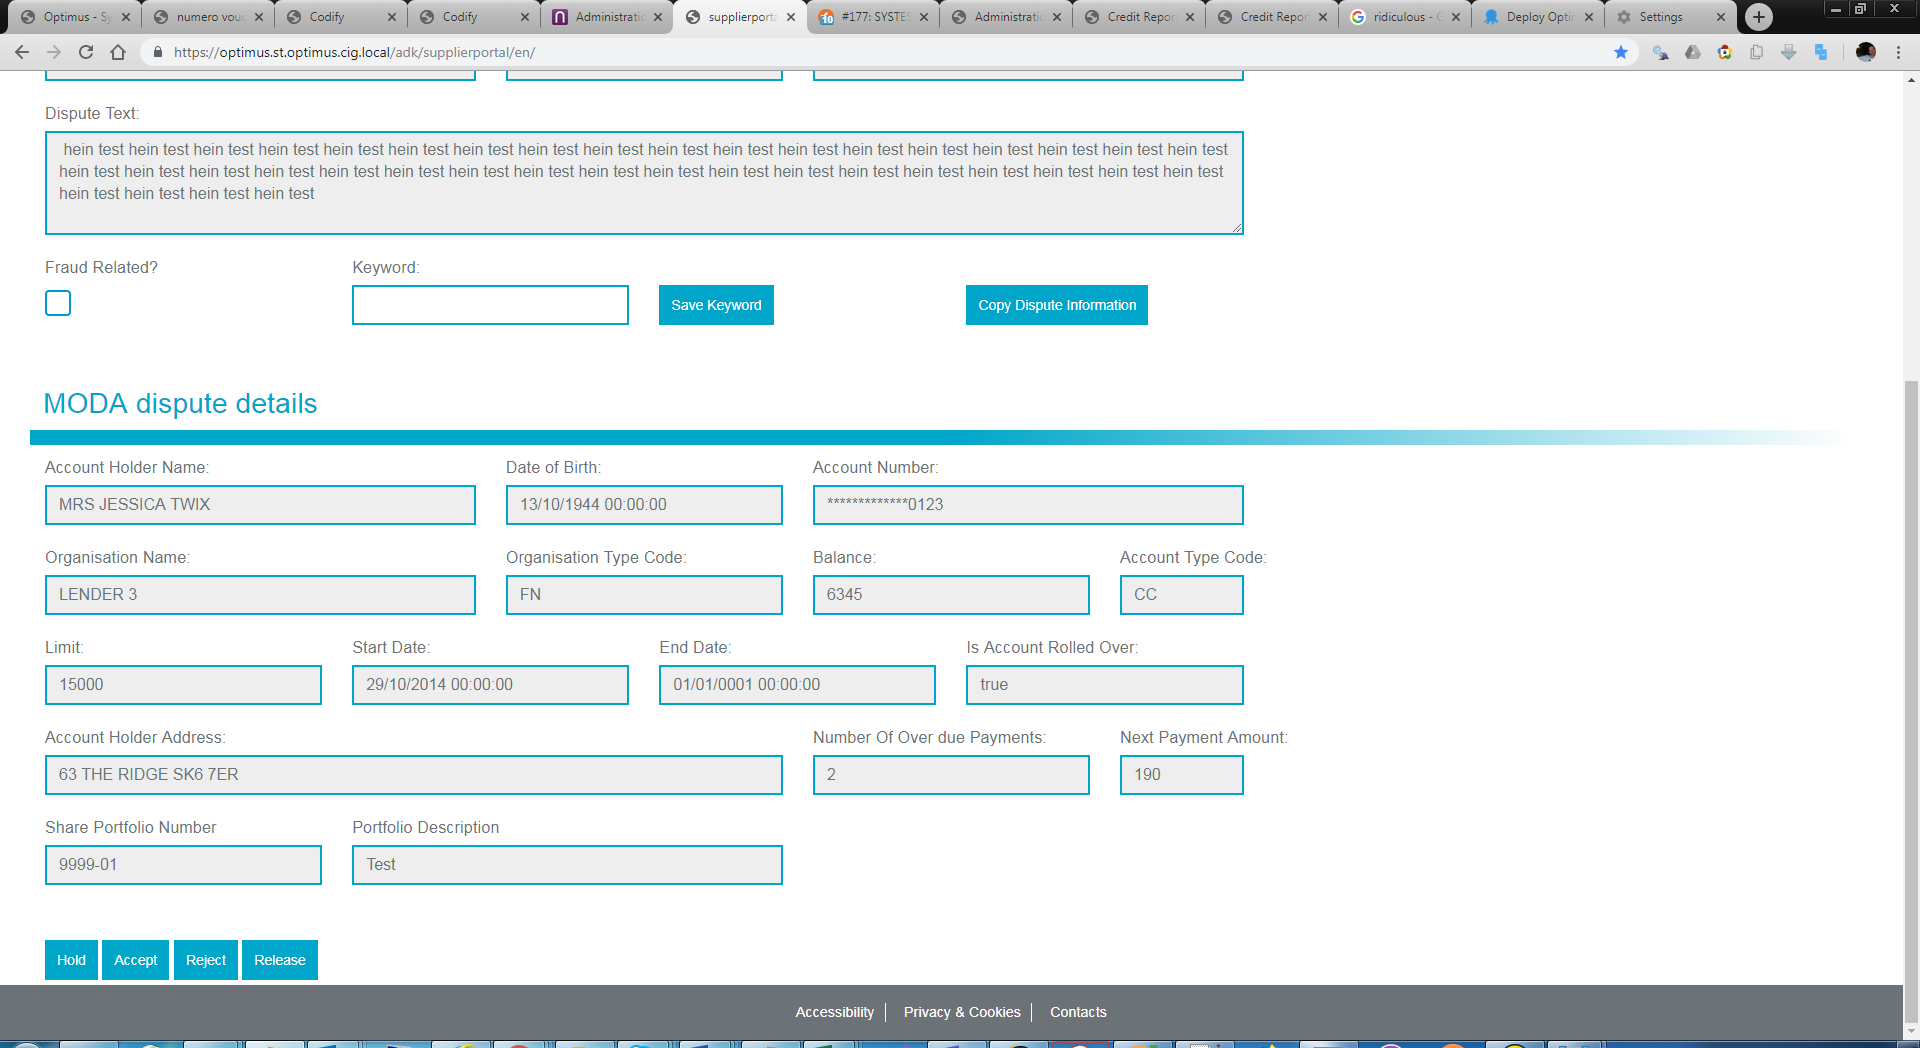 Optimus - Sy
numero vouc
Codify
Codify
Administratio
supplierporta
#177: SYSTES
Administratio
Credit Repor
Credit Repor
ridiculous - G
Deploy Optim
Settings
https://optimus.st.optimus.cig.local/adk/supplierportal/en/
Dispute Text:
hein test hein test hein test hein test hein test hein test hein test hein test hein test hein test hein test hein test hein test hein test hein test hein test hein test hein test
hein test hein test hein test hein test hein test hein test hein test hein test hein test hein test hein test hein test hein test hein test hein test hein test hein test hein test
hein test hein test hein test hein test
Fraud Related?
Keyword:
Save Keyword
Copy Dispute Information
MODA dispute details
Account Holder Name:
Date of Birth:
Account Number:
MRS JESSICA TWIX
13/10/1944 00:00:00
*************0123
Organisation Name:
Organisation Type Code:
Balance:
Account Type Code:
LENDER 3
FN
6345
CC
Limit:
Start Date:
End Date:
Is Account Rolled Over:
15000
29/10/2014 00:00:00
01/01/0001 00:00:00
true
Account Holder Address:
Number Of Over due Payments:
Next Payment Amount:
63 THE RIDGE SK6 7ER
2
190
Share Portfolio Number
Portfolio Description
9999-01
Test
Hold
Accept
Reject
Release
Accessibility
Privacy & Cookies
Contacts